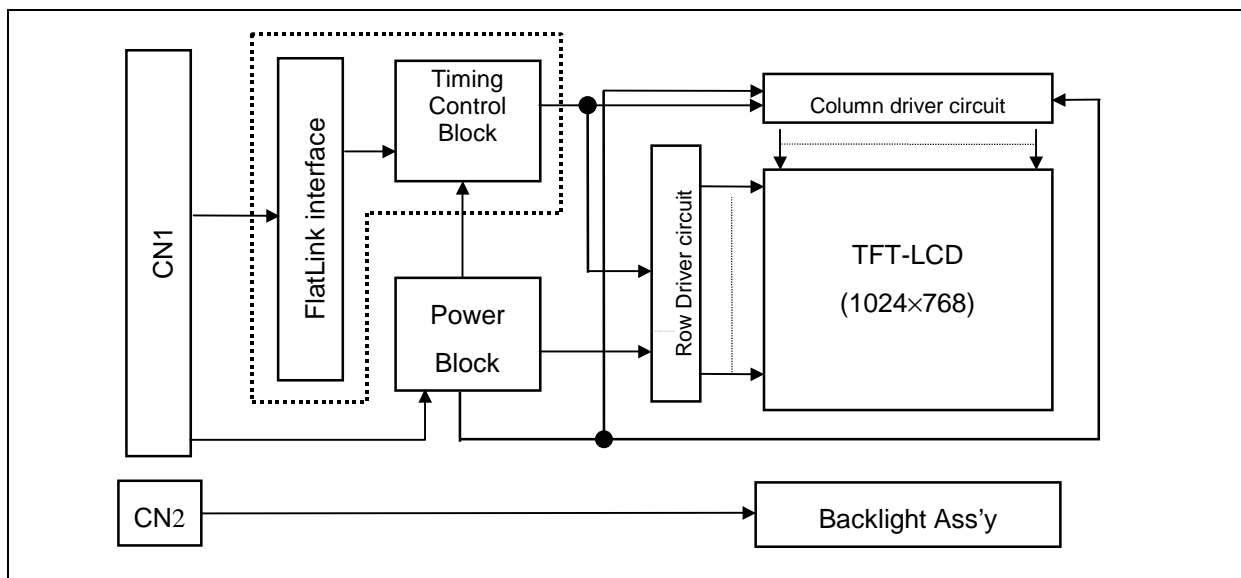 CN1
FlatLink interface
Timing
Control
Block
Power
Block
Row Driver circuit
Column driver circuit
TFT-LCD
(1024×768)
CN2
Backlight Ass'y